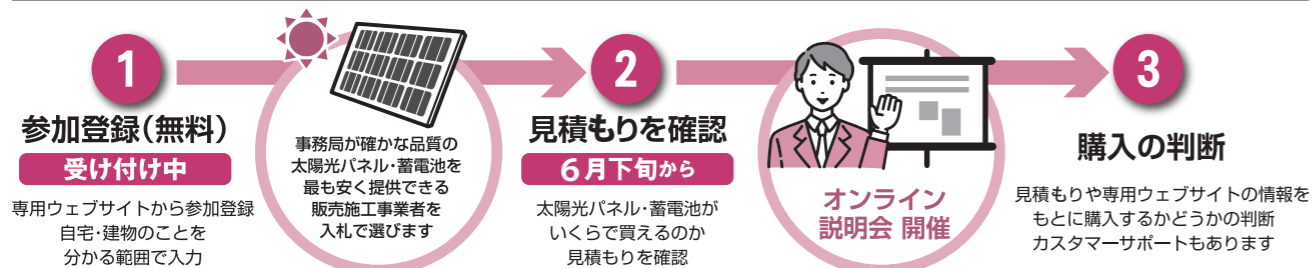 1
参加登録(無料)
受け付け中
専用ウェブサイトから参加登録
自宅・建物のことを
分かる範囲で入力
事務局が確かな品質の
太陽光パネル・蓄電池を
最も安く提供できる
販売施工事業者を
入札で選びます
2
見積もりを確認
6月下旬から
太陽光パネル・蓄電池が
いくらで買えるのか
見積もりを確認
オンライン
説明会 開催
3
購入の判断
見積もりや専用ウェブサイトの情報を
もとに購入するかどうかの判断
カスタマーサポートもあります